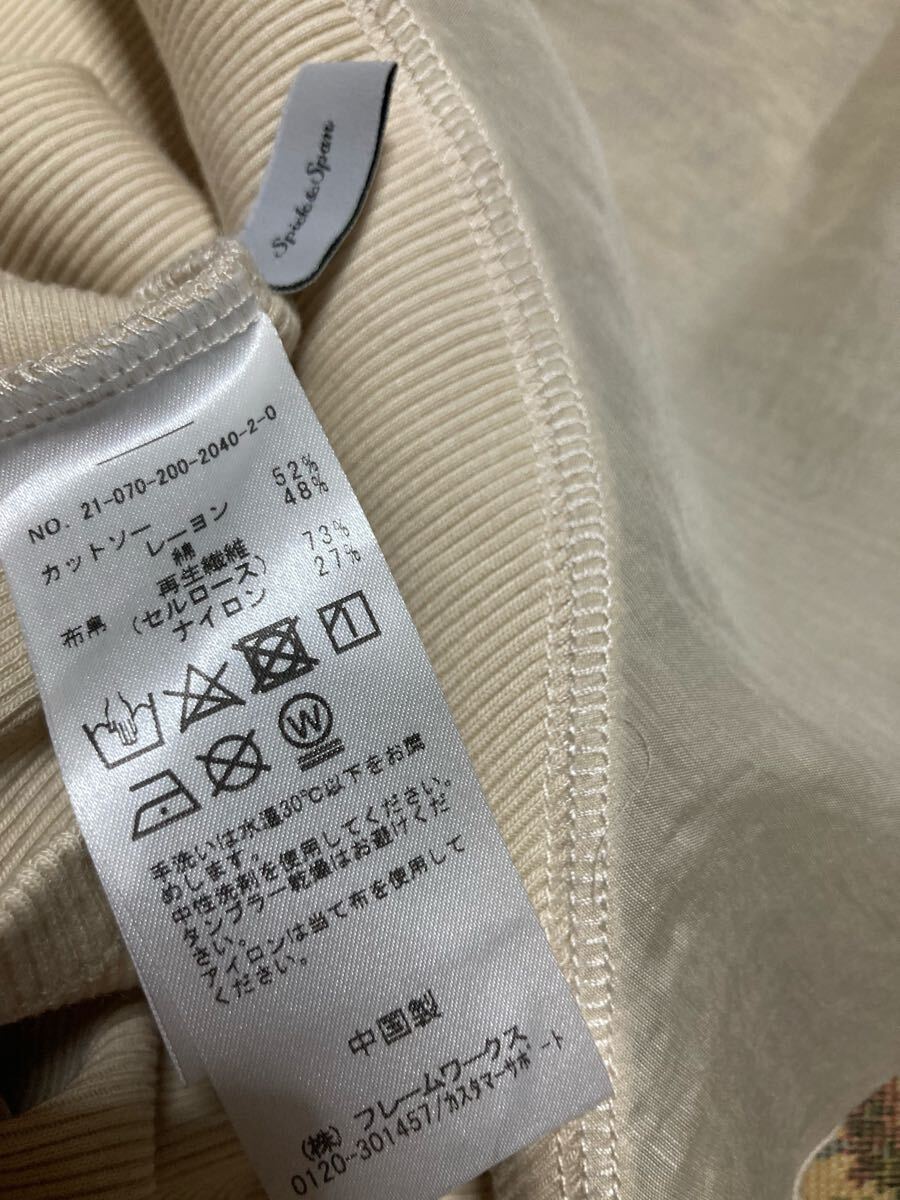 Spick & Span
NO. 21-070-200-2040-2-0
カットソー レーヨン 52%
綿 48%
布帛 再生繊維 73%
(セルロース)
ナイロン 27%
W
手洗いは水温30℃以下をお薦
めします。
中性洗剤を使用してください。
タンブラー乾燥はお避けくだ
さい。
アイロンは当て布を使用して
ください。
中国製
(株)フレームワークス
0120-301457/カスタマーサポート